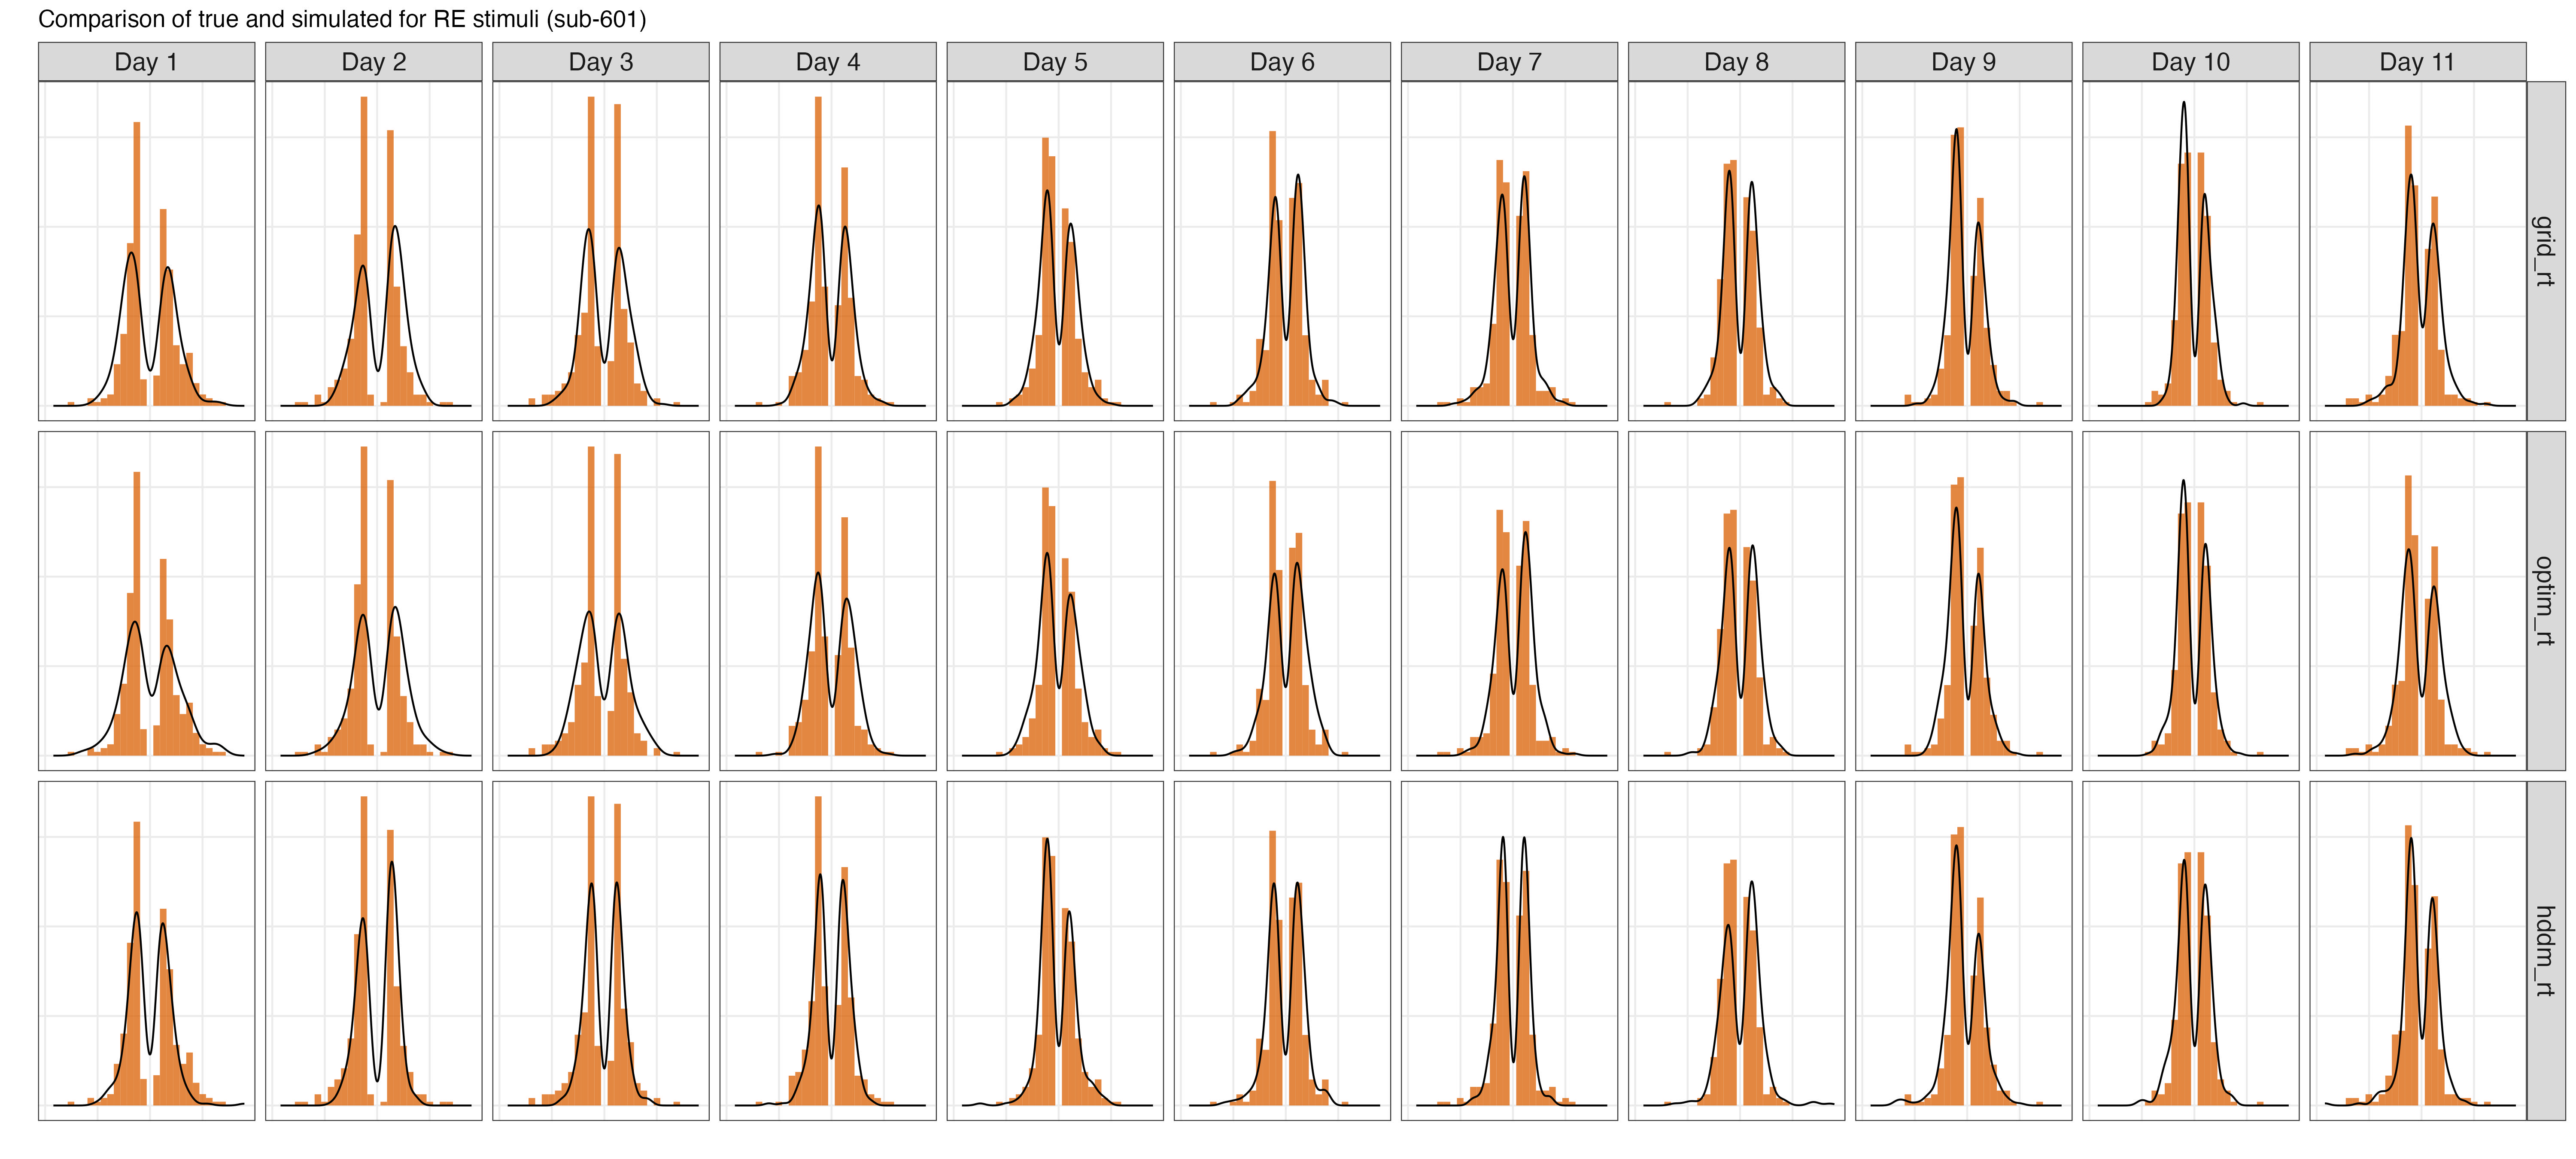 Comparison of true and simulated for RE stimuli (sub-601)
Day 1 Day 2 Day 3 Day 4 Day 5 Day 6 Day 7 Day 8 Day 9 Day 10 Day 11
grid_rt
optim_rt
hddm_rt